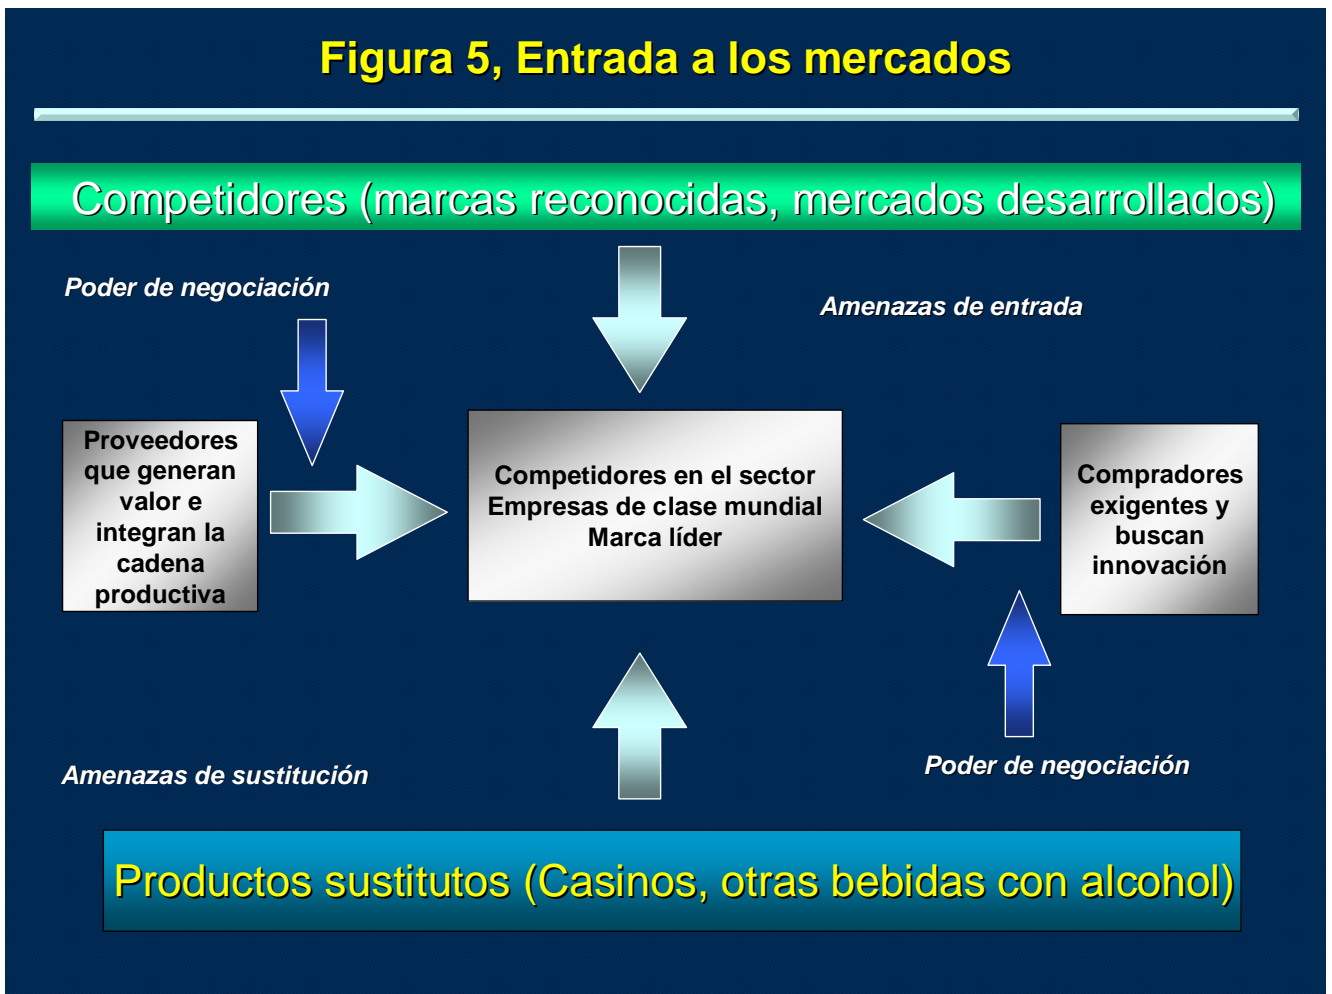 Figura 5, Entrada a los mercados
Competidores (marcas reconocidas, mercados desarrollados)
Poder de negociación
Amenazas de entrada
Proveedores
que generan
valor e
integran la
cadena
productiva
Competidores en el sector
Empresas de clase mundial
Marca líder
Compradores
exigentes y
buscan
innovación
Amenazas de sustitución
Poder de negociación
Productos sustitutos (Casinos, otras bebidas con alcohol)